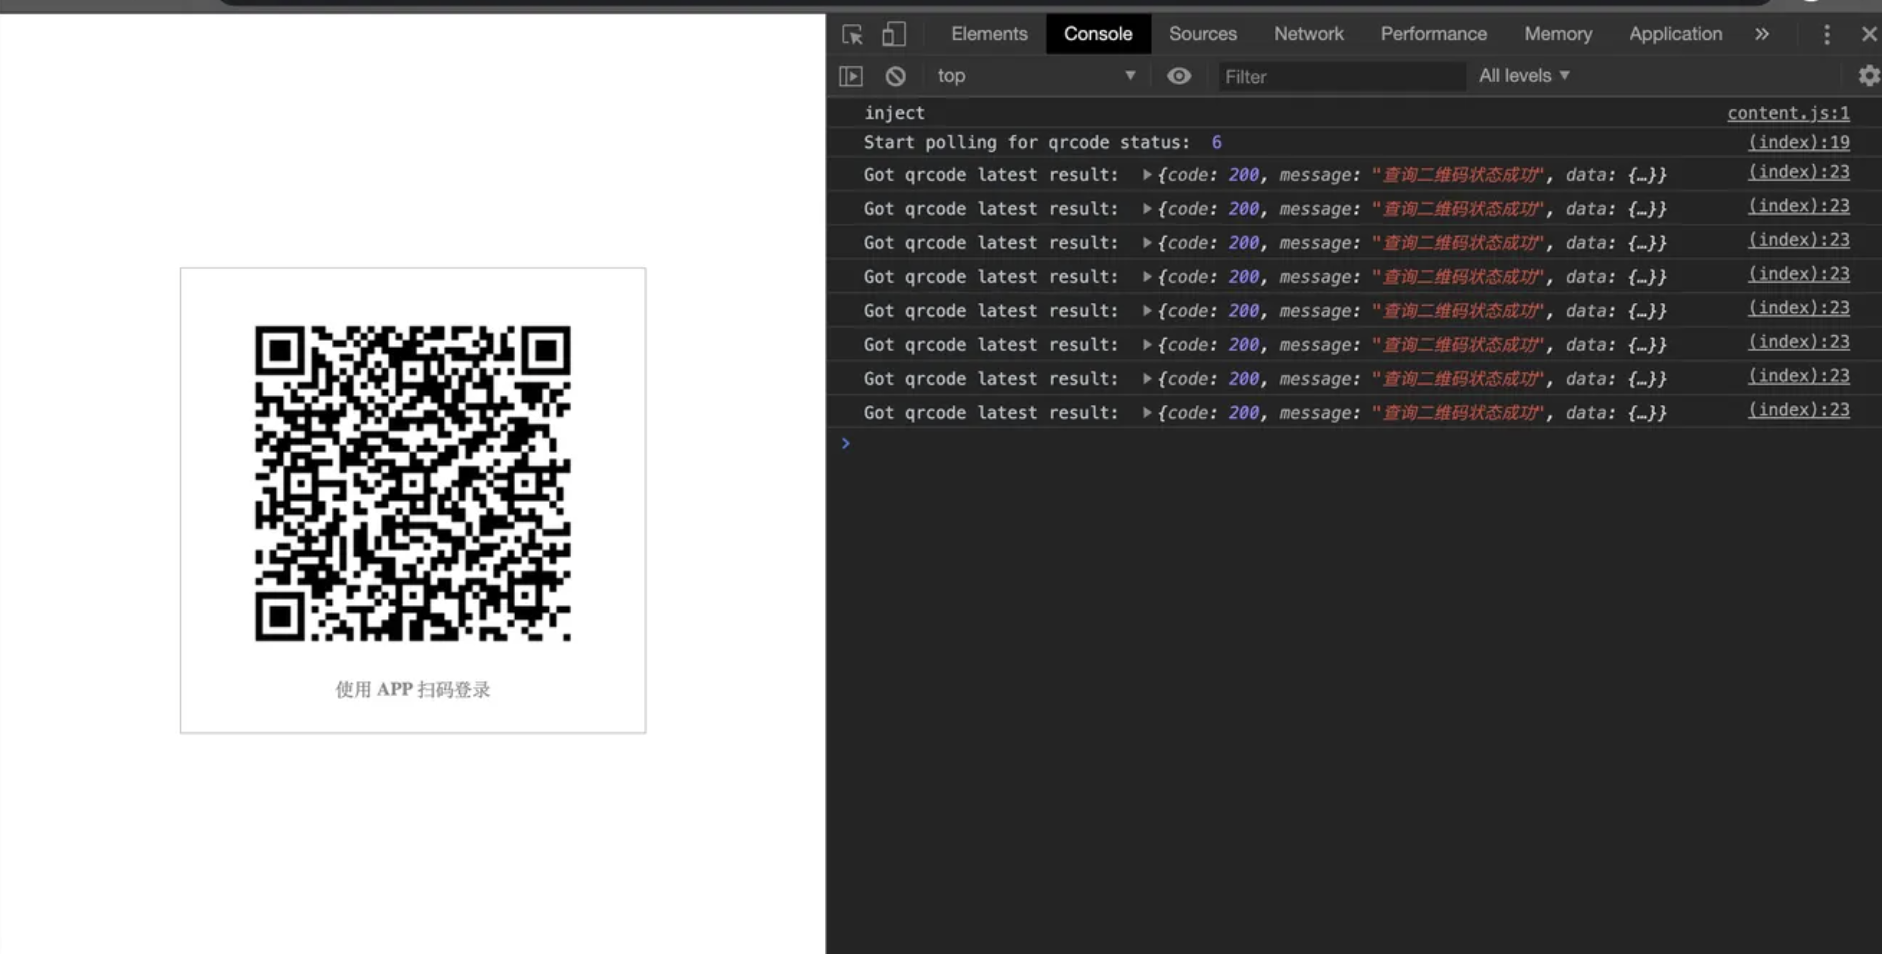 使用 APP 扫码登录
Elements Console Sources Network Performance Memory Application »
top ▼ Filter All levels ▼
inject content.js:1
Start polling for qrcode status: 6 (index):19
Got qrcode latest result: ▶{code: 200, message: "查询二维码状态成功", data: {…}} (index):23
Got qrcode latest result: ▶{code: 200, message: "查询二维码状态成功", data: {…}} (index):23
Got qrcode latest result: ▶{code: 200, message: "查询二维码状态成功", data: {…}} (index):23
Got qrcode latest result: ▶{code: 200, message: "查询二维码状态成功", data: {…}} (index):23
Got qrcode latest result: ▶{code: 200, message: "查询二维码状态成功", data: {…}} (index):23
Got qrcode latest result: ▶{code: 200, message: "查询二维码状态成功", data: {…}} (index):23
Got qrcode latest result: ▶{code: 200, message: "查询二维码状态成功", data: {…}} (index):23
Got qrcode latest result: ▶{code: 200, message: "查询二维码状态成功", data: {…}} (index):23